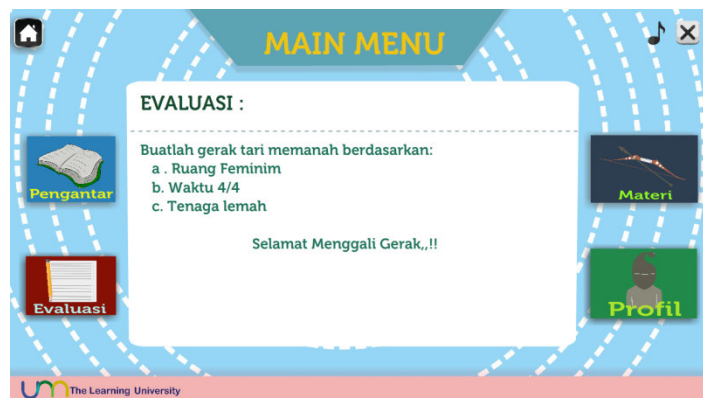 MAIN MENU
EVALUASI :
Buatlah gerak tari memanah berdasarkan:
a . Ruang Feminim
b. Waktu 4/4
c. Tenaga lemah
Selamat Menggali Gerak,,!!
Pengantar
Materi
Evaluasi
Profil
um The Learning University